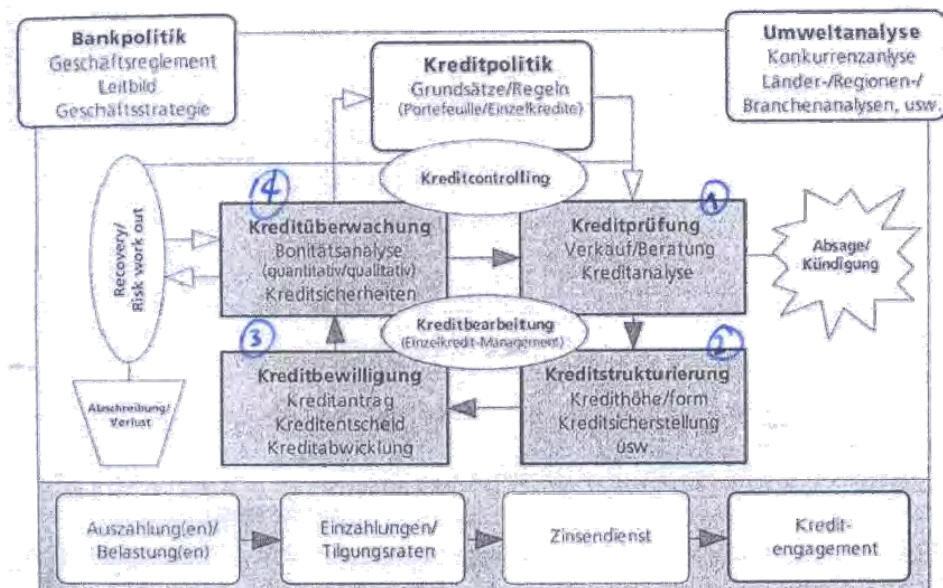 Bankpolitik
Geschäftsreglement
Leitbild
Geschäftsstrategie
Kreditpolitik
Grundsätze/Regeln
(Portefeuille/Einzelkredite)
Umweltanalyse
Konkurrenzanlyse
Länder-/Regionen-/
Branchenanalysen, usw.
Kreditcontrolling
14
Kreditüberwachung
Bonitätsanalyse
(quantitativ/qualitativ)
Kreditsicherheiten
1
Kreditprüfung
Verkauf/Beratung
Kreditanalyse
Absage/
Kündigung
Recovery/
Risk work out
Kreditbearbeitung
(Einzelkredit-Management)
3
Kreditbewilligung
Kreditantrag
Kreditentscheid
Kreditabwicklung
2
Kreditstrukturierung
Kredithöhe/form
Kreditsicherstellung
usw.
Abschreibung/
Verlust
Auszahlung(en)/
Belastung(en)
Einzahlungen/
Tilgungsraten
Zinsendienst
Kredit-
engagement